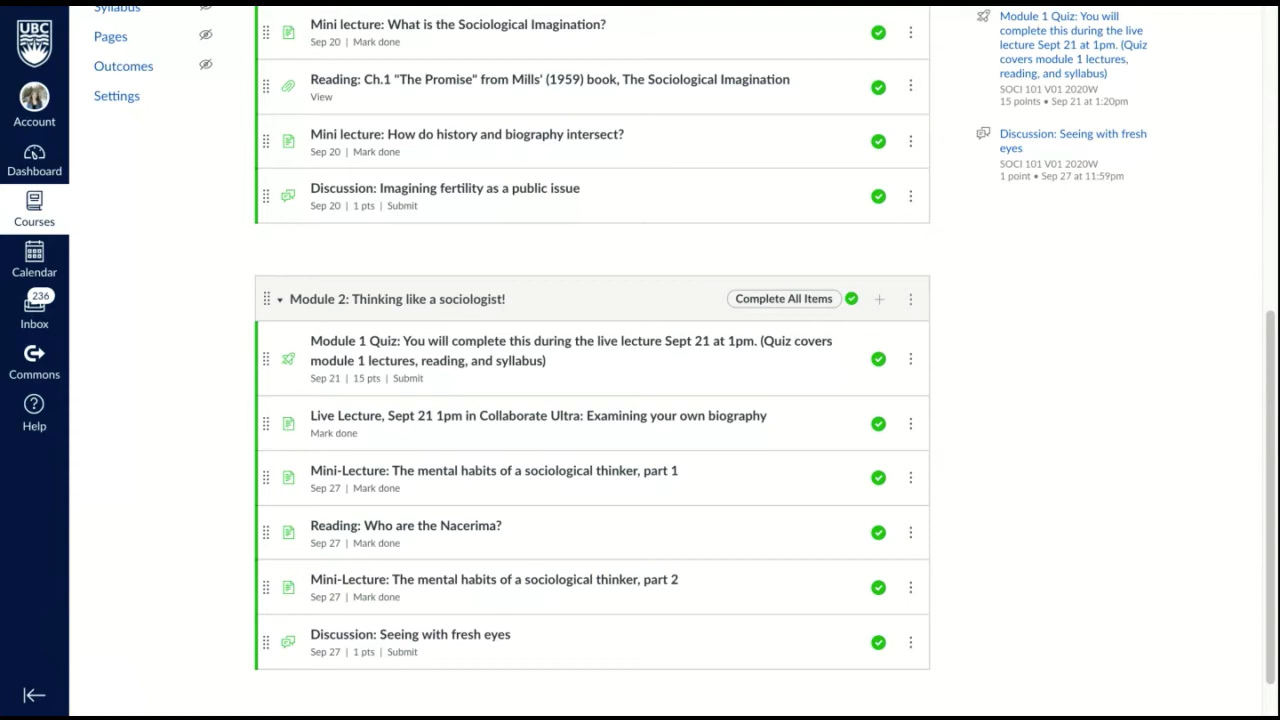 UBC
Account
Dashboard
Courses
Calendar
236
Inbox
Commons
Help
Syllabus
Pages
Outcomes
Settings
Mini lecture: What is the Sociological Imagination?
Sep 20 | Mark done
Reading: Ch.1 "The Promise" from Mills' (1959) book, The Sociological Imagination
View
Mini lecture: How do history and biography intersect?
Sep 20 | Mark done
Discussion: Imagining fertility as a public issue
Sep 20 | 1 pts | Submit
Module 2: Thinking like a sociologist!
Complete All Items
Module 1 Quiz: You will complete this during the live lecture Sept 21 at 1pm. (Quiz covers
module 1 lectures, reading, and syllabus)
Sep 21 | 15 pts | Submit
Live Lecture, Sept 21 1pm in Collaborate Ultra: Examining your own biography
Mark done
Mini-Lecture: The mental habits of a sociological thinker, part 1
Sep 27 | Mark done
Reading: Who are the Nacerima?
Sep 27 | Mark done
Mini-Lecture: The mental habits of a sociological thinker, part 2
Sep 27 | Mark done
Discussion: Seeing with fresh eyes
Sep 27 | 1 pts | Submit
Module 1 Quiz: You will
complete this during the live
lecture Sept 21 at 1pm. (Quiz
covers module 1 lectures,
reading, and syllabus)
SOCI 101 V01 2020W
15 points • Sep 21 at 1:20pm
Discussion: Seeing with fresh
eyes
SOCI 101 V01 2020W
1 point • Sep 27 at 11:59pm